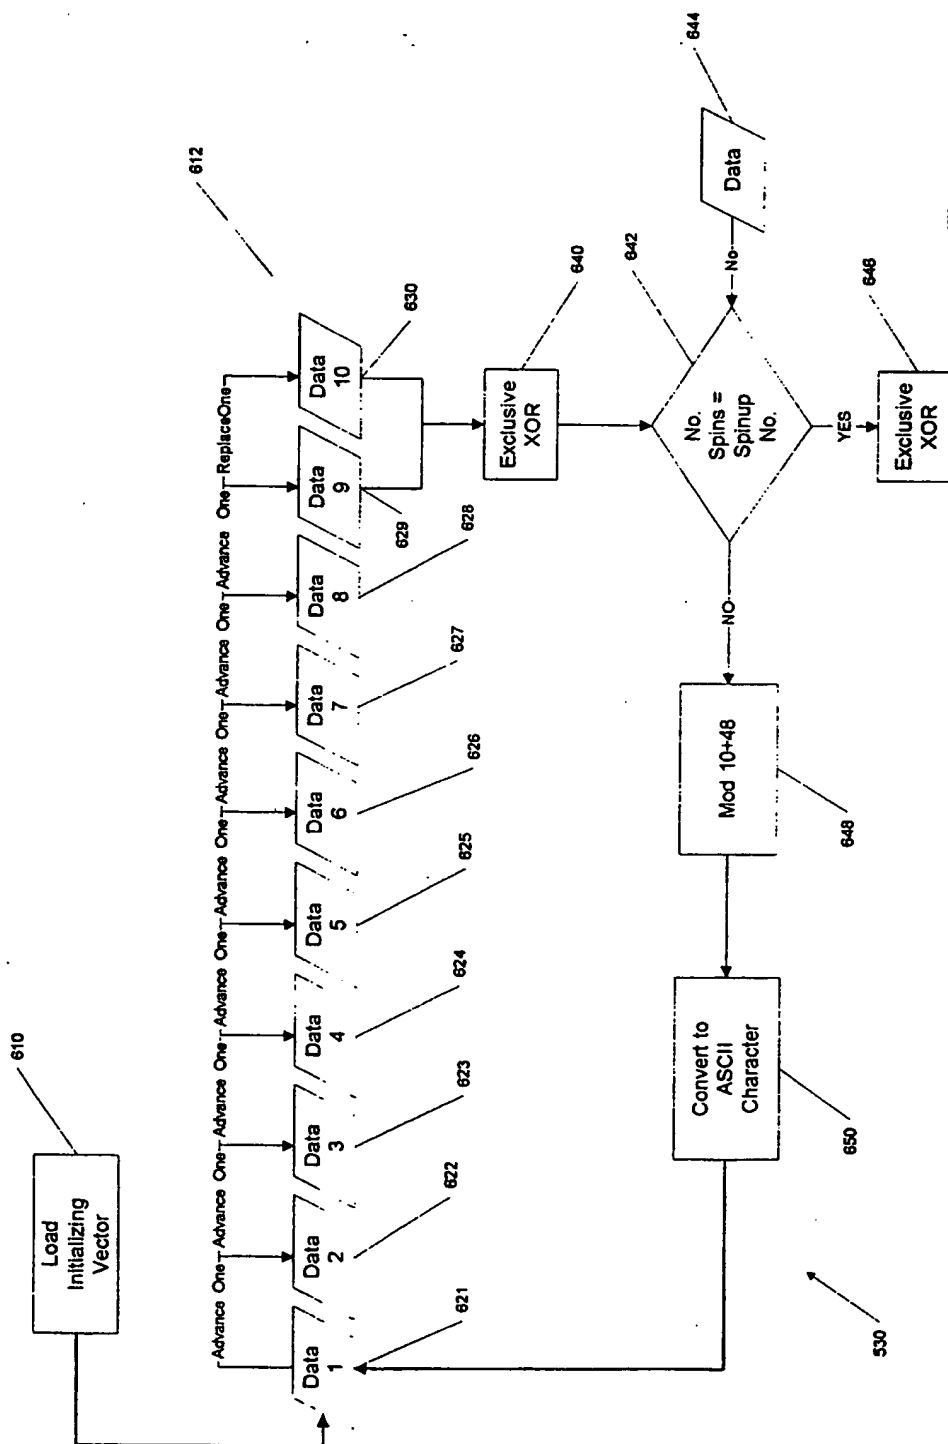 610
Load
Initializing
Vector
612
Advance One
Advance One
Advance One
Advance One
Advance One
Advance One
Advance One
Advance One
ReplaceOne
Data
1
Data
2
Data
3
Data
4
Data
5
Data
6
Data
7
Data
8
Data
9
Data
10
621
622
623
624
625
626
627
628
629
630
Exclusive
XOR
640
No.
Spins =
Spinup
No.
642
No
Data
644
YES
Exclusive
XOR
646
NO
Mod 10+48
648
Convert to
ASCII
Character
650
530